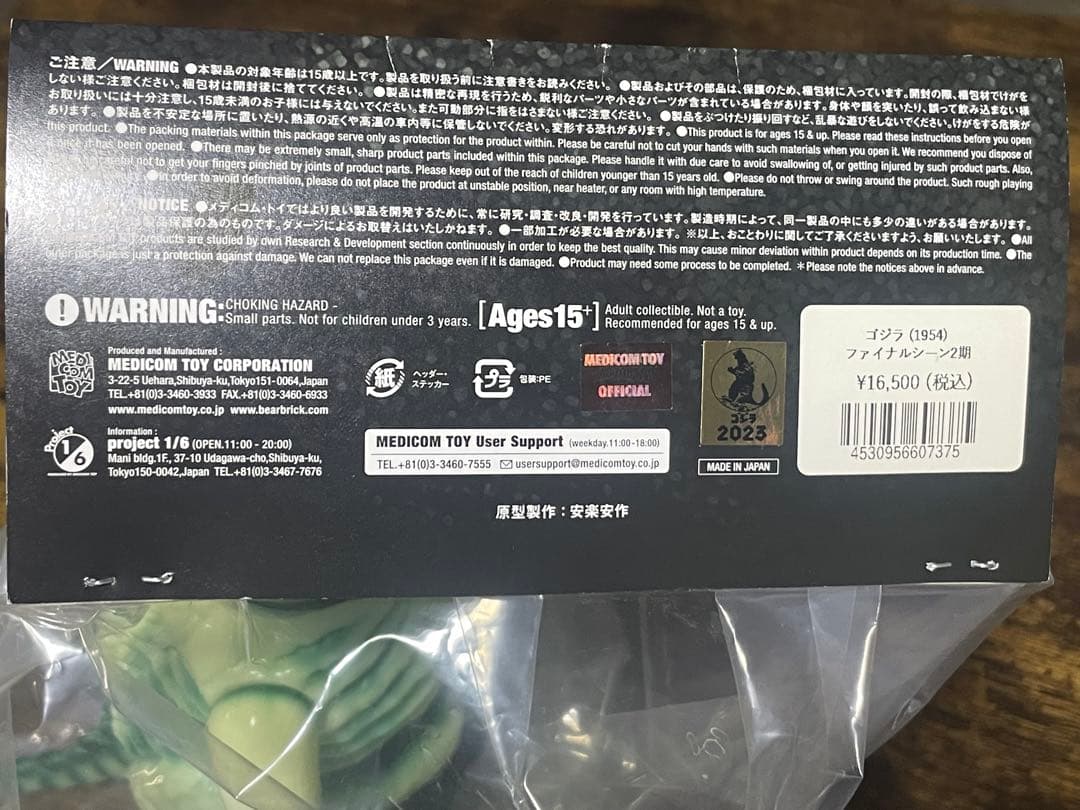 ご注意／WARNING ●本製品の対象年齢は15歳以上です。製品を取り扱う前に注意書きをお読みください。 ●製品およびその部品は、保護のため、梱包材に入っています。開封の際、梱包材でけがを
しない様ご注意ください。梱包材は開封後に捨ててください。 ●製品は精密な再現を行うため、鋭利なパーツや小さなパーツが含まれている場合があります。身体や顔を突いたり、誤って飲み込まない様
お取り扱いには十分注意し、15歳未満のお子様には与えないでください。また可動部分に指をはさまない様ご注意ください。 ●製品をぶつけたり振り回すなど、乱暴な遊びをしないでください。けがをする危険が
あります。 ●製品を不安定な場所に置いたり、熱源の近くや高温の車内等に保管しないでください。変形する恐れがあります。 ●This product is for ages 15 & up. Please read these instructions before you open
this product. ●The packing materials within this package serve only as protection for the product within. Please be careful not to cut your hands with such materials when you open it. We recommend you dispose of
once it has been opened. ●There may be extremely small, sharp product parts included within this package. Please handle it with due care to avoid swallowing of, or getting injured by such product parts. Also,
careful not to get your fingers pinched by joints of product parts. Please keep out of the reach of children younger than 15 years old. ●Please do not throw or swing around the product. Such rough playing
●In order to avoid deformation, please do not place the product at unstable position, near heater, or any room with high temperature.
NOTICE ●メディコム・トイではより良い製品を開発するために、常に研究・調査・改良・開発を行っています。製造時期によって、同一製品の中にも多少の違いがある場合があります。
製品保護の為のものです。ダメージによるお取替えはいたしかねます。 ●一部加工が必要な場合があります。 ※以上、おことわりに関してご了承くださいますよう、お願いいたします。 ●All
products are studied by own Research & Development section continuously in order to keep the best quality. This may cause minor deviation within product depends on its production time. ●The
outer package is just a protection against damage. We can not replace this package even if it is damaged. ●Product may need some process to be completed. ＊Please note the notices above in advance.
WARNING: CHOKING HAZARD -
Small parts. Not for children under 3 years.
[Ages15+] Adult collectible. Not a toy.
Recommended for ages 15 & up.
MEDICOM TOY
Produced and Manufactured :
MEDICOM TOY CORPORATION
3-22-5 Uehara,Shibuya-ku,Tokyo151-0064,Japan
TEL.+81(0)3-3460-3933 FAX.+81(0)3-3460-6933
www.medicomtoy.co.jp www.bearbrick.com
紙 ヘッダー・
ステッカー
プラ 包装:PE
MEDICOM TOY
OFFICIAL
ゴジラ
2023
MADE IN JAPAN
Project 1/6
Information :
project 1/6 (OPEN.11:00 - 20:00)
Mani bldg.1F., 37-10 Udagawa-cho,Shibuya-ku,
Tokyo150-0042,Japan TEL.+81(0)3-3467-7676
MEDICOM TOY User Support (weekday.11:00-18:00)
TEL.+81(0)3-3460-7555 usersupport@medicomtoy.co.jp
ゴジラ (1954)
ファイナルシーン2期
¥16,500 (税込)
4530956607375
原型製作：安楽安作